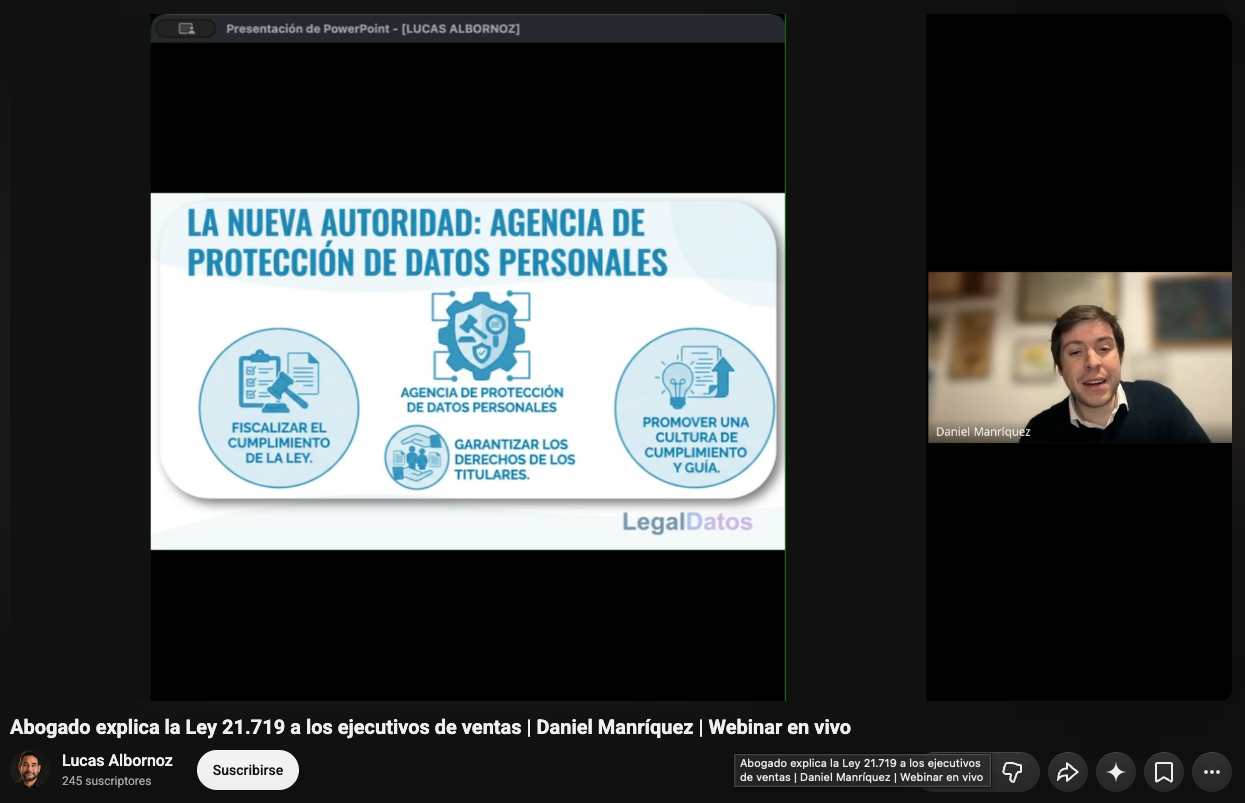 Presentación de PowerPoint - [LUCAS ALBORNOZ]
LA NUEVA AUTORIDAD: AGENCIA DE
PROTECCIÓN DE DATOS PERSONALES
AGENCIA DE PROTECCIÓN
DE DATOS PERSONALES
FISCALIZAR EL
CUMPLIMIENTO
DE LA LEY.
GARANTIZAR LOS
DERECHOS DE LOS
TITULARES.
PROMOVER UNA
CULTURA DE
CUMPLIMIENTO
Y GUÍA.
LegalDatos
Daniel Manríquez
Abogado explica la Ley 21.719 a los ejecutivos de ventas | Daniel Manríquez | Webinar en vivo
Lucas Albornoz
245 suscriptores
Suscribirse
Abogado explica la Ley 21.719 a los ejecutivos
de ventas | Daniel Manríquez | Webinar en vivo